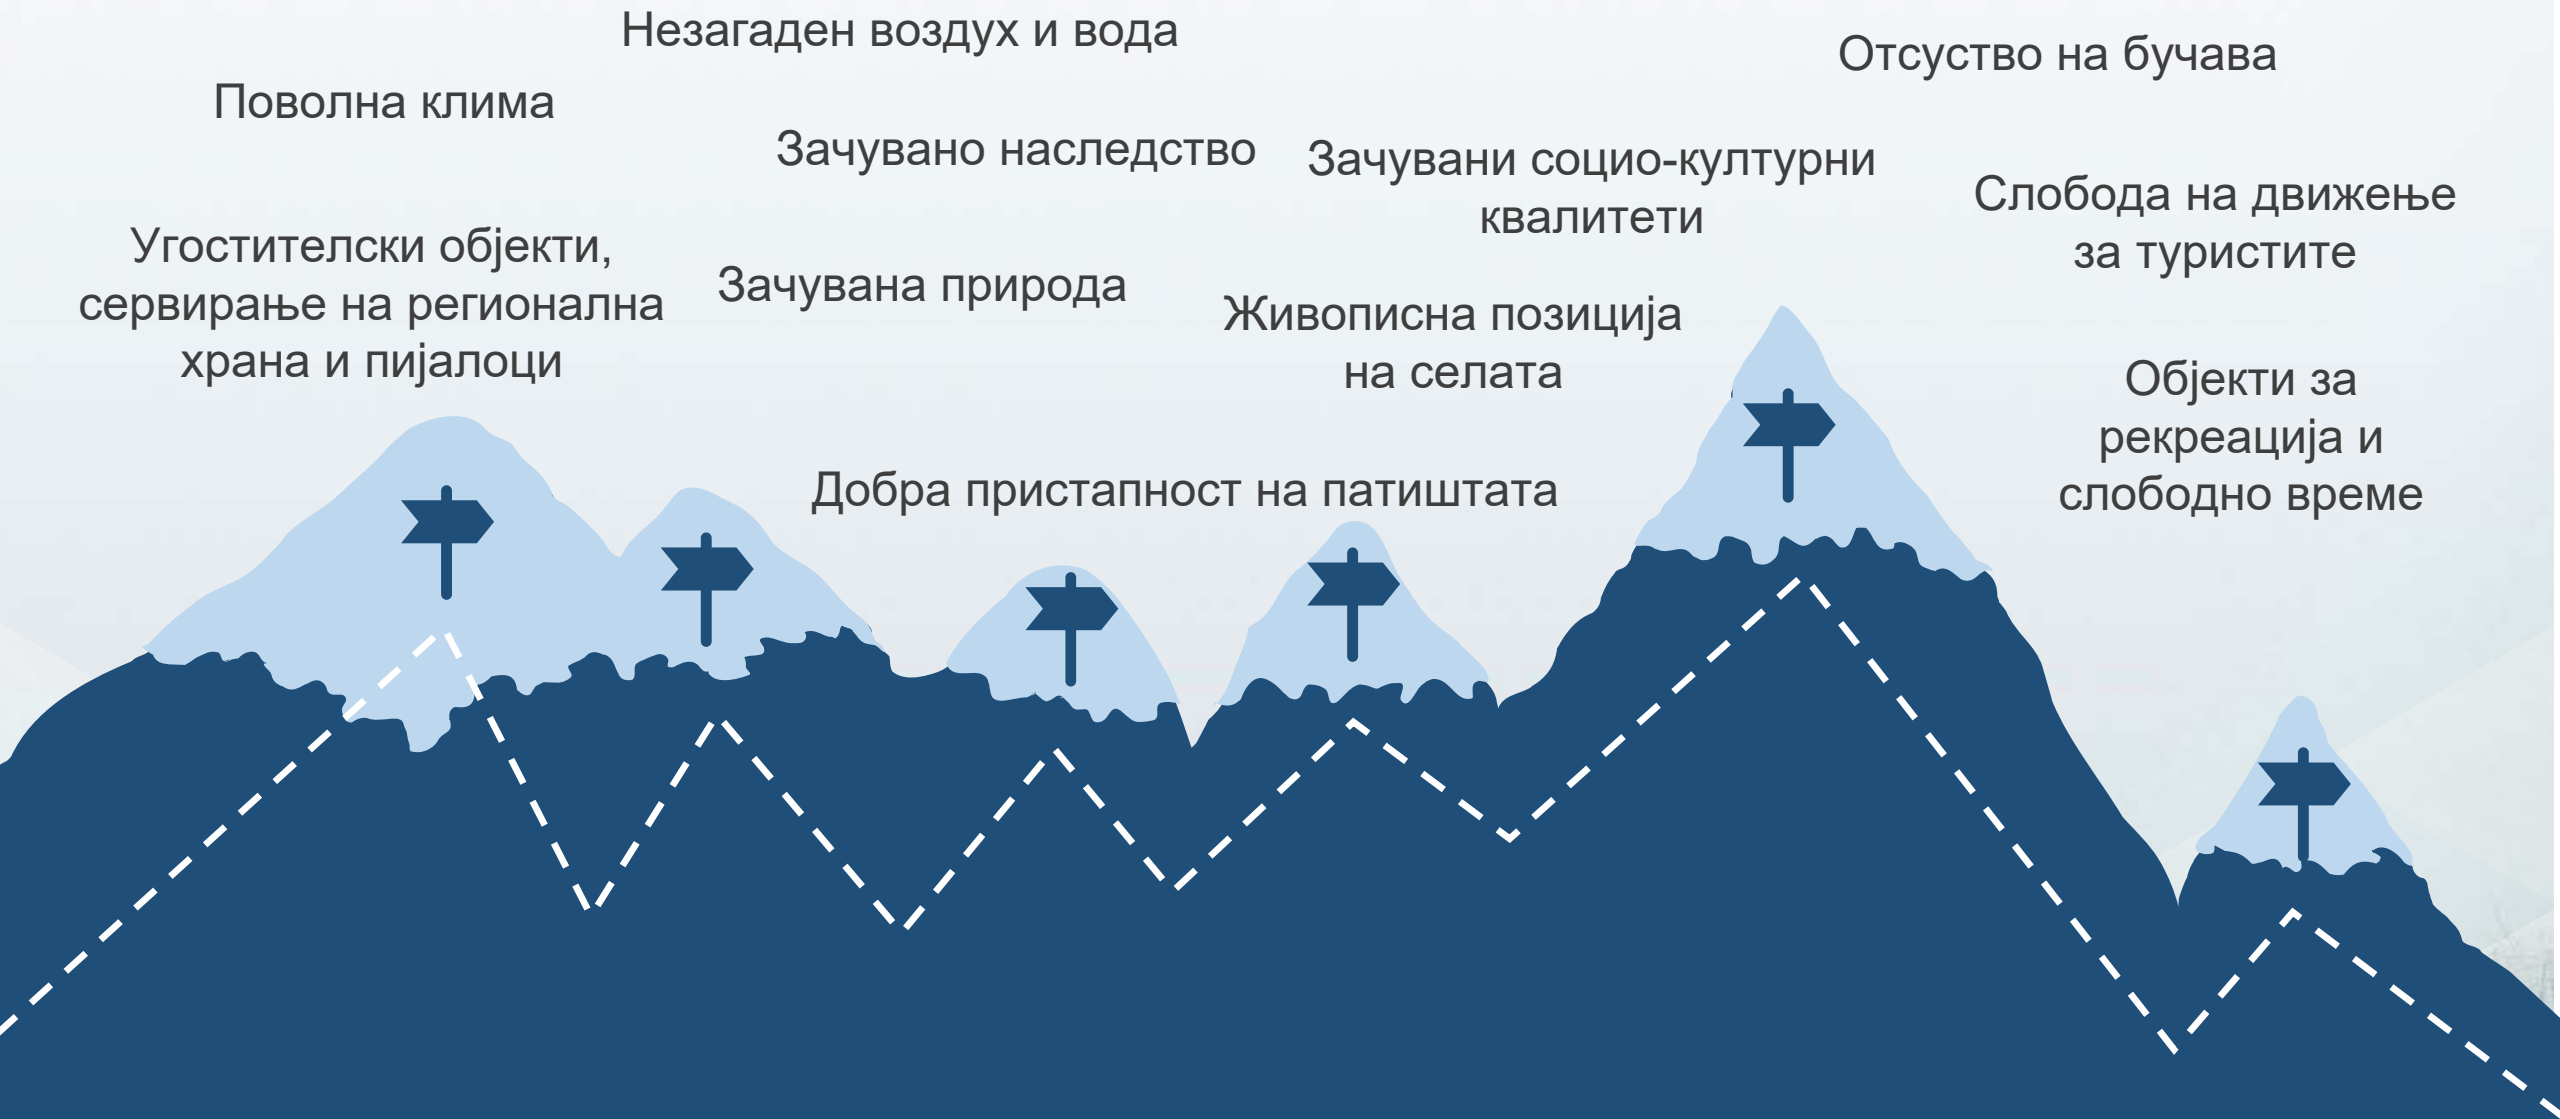 Незагаден воздух и вода
Отсуство на бучава
Поволна клима
Зачувано наследство
Зачувани социо-културни
квалитети
Слобода на движење
за туристите
Угостителски објекти,
сервирање на регионална
храна и пијалоци
Зачувана природа
Живописна позиција
на селата
Објекти за
рекреација и
слободно време
Добра пристапност на патиштата